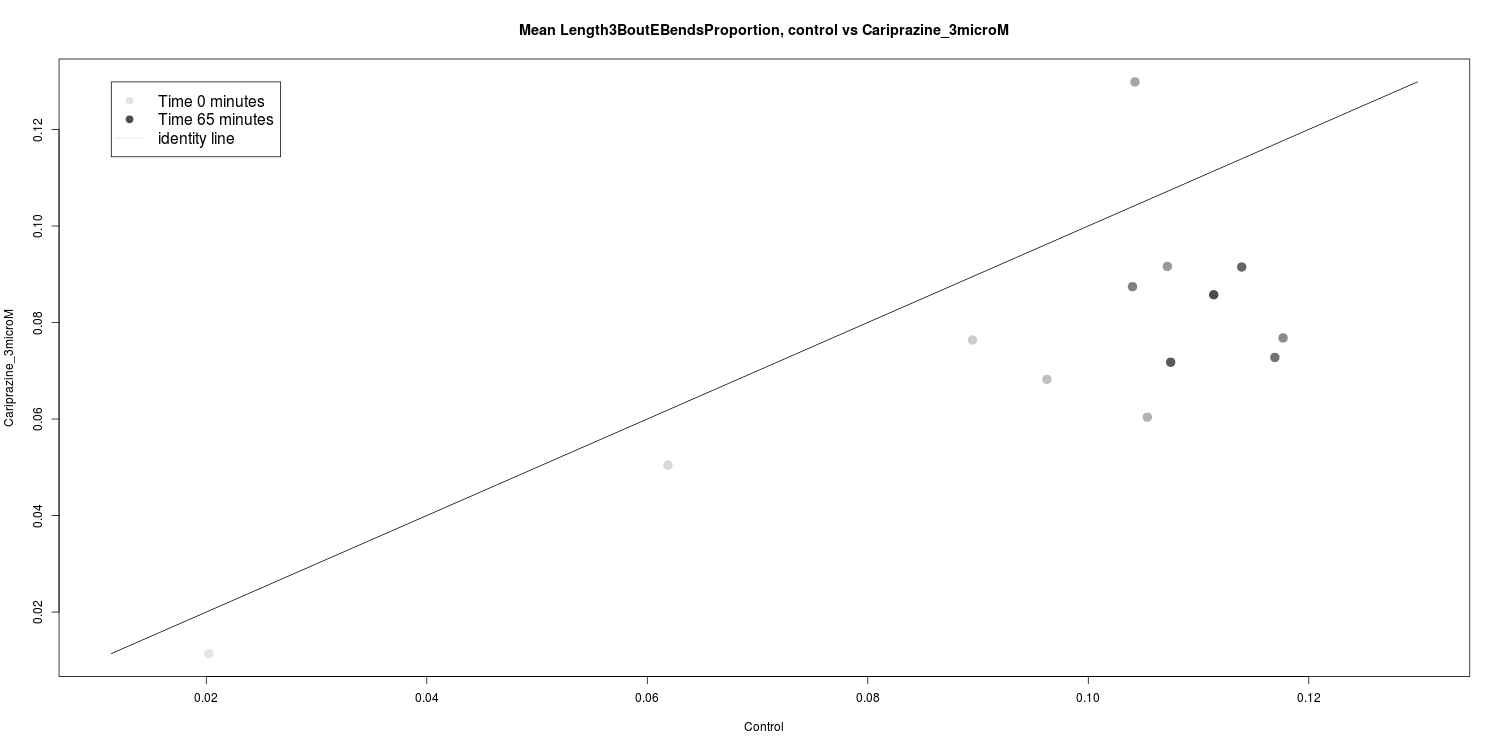 Mean Length3BoutEBendsProportion, control vs Cariprazine_3microM
Time 0 minutes
Time 65 minutes
identity line
Cariprazine_3microM
0.12
0.10
0.08
0.06
0.04
0.02
0.02 0.04 0.06 0.08 0.10 0.12
Control